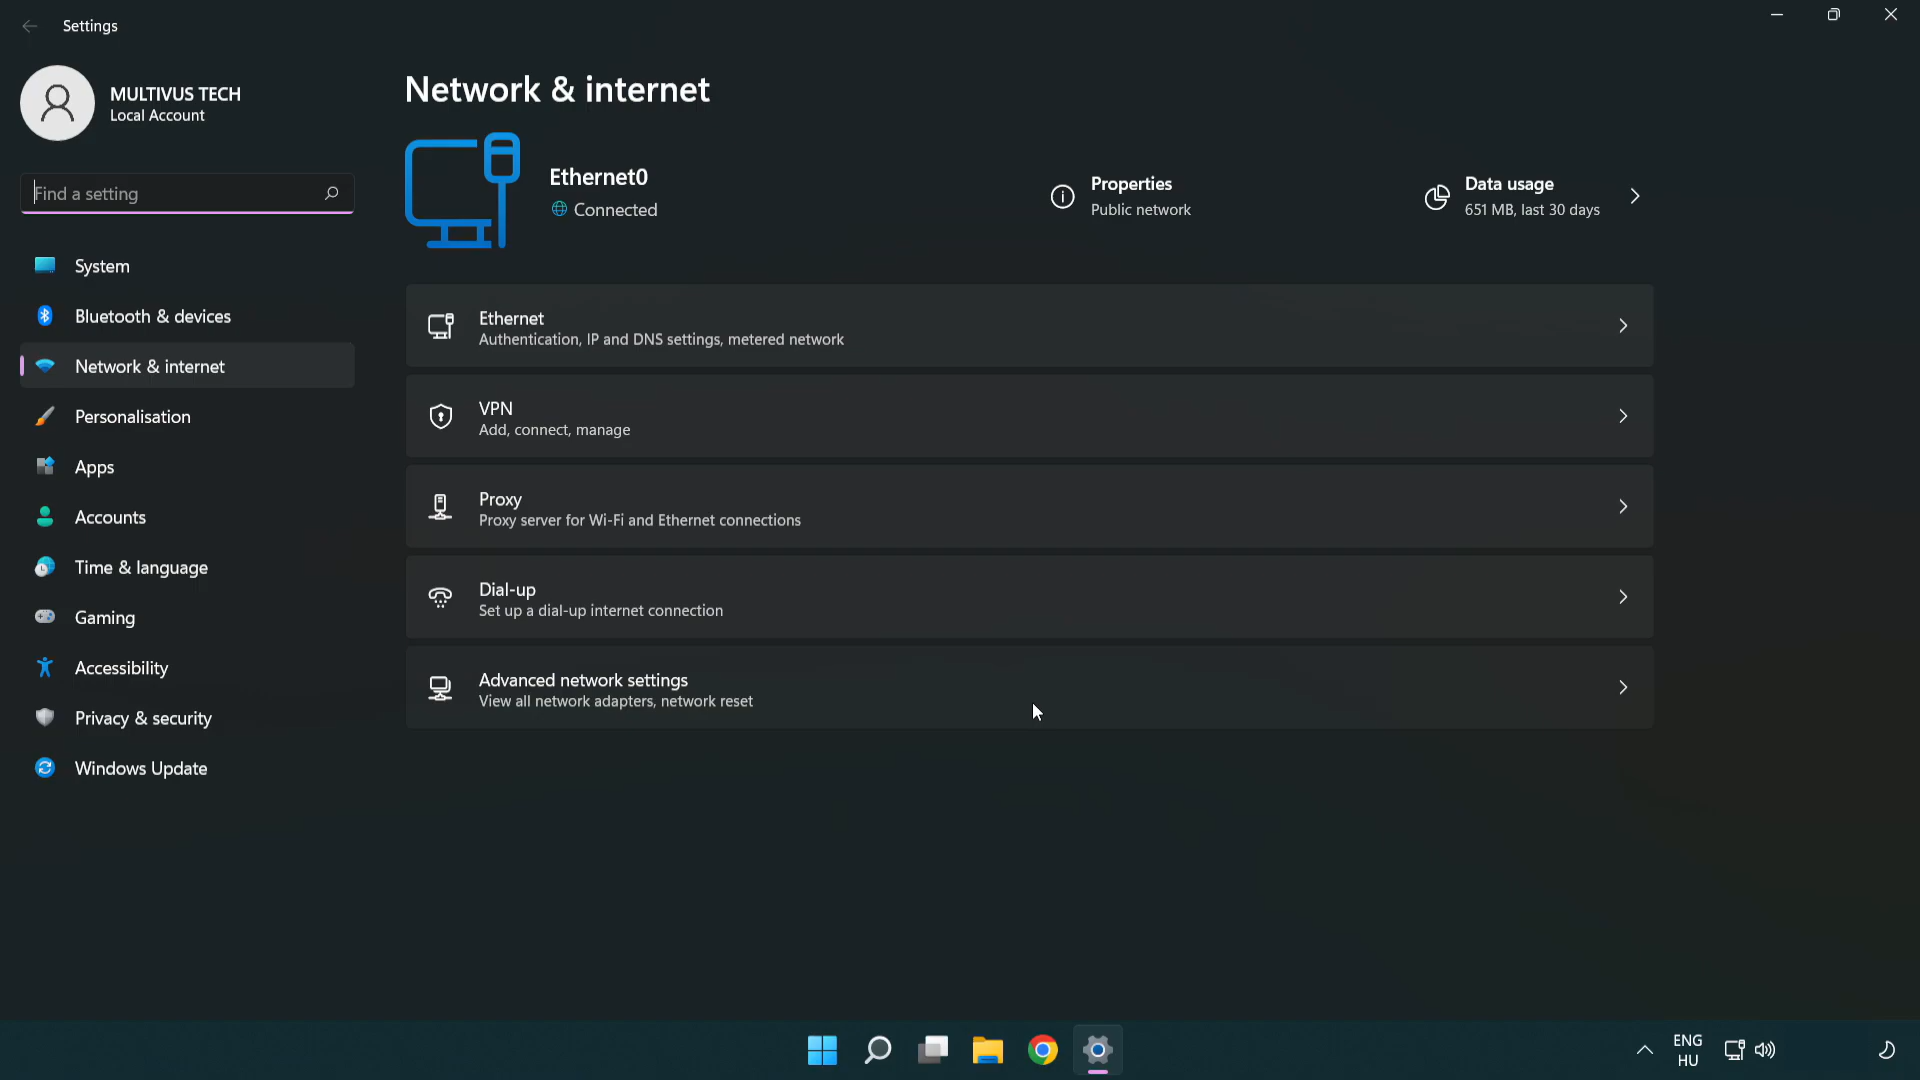 Settings
MULTIVUS TECH
Local Account
Find a setting
System
Bluetooth & devices
Network & internet
Personalisation
Apps
Accounts
Time & language
Gaming
Accessibility
Privacy & security
Windows Update
Network & internet
Ethernet0
Connected
Properties
Public network
Data usage
651 MB, last 30 days
Ethernet
Authentication, IP and DNS settings, metered network
VPN
Add, connect, manage
Proxy
Proxy server for Wi-Fi and Ethernet connections
Dial-up
Set up a dial-up internet connection
Advanced network settings
View all network adapters, network reset
ENG
HU